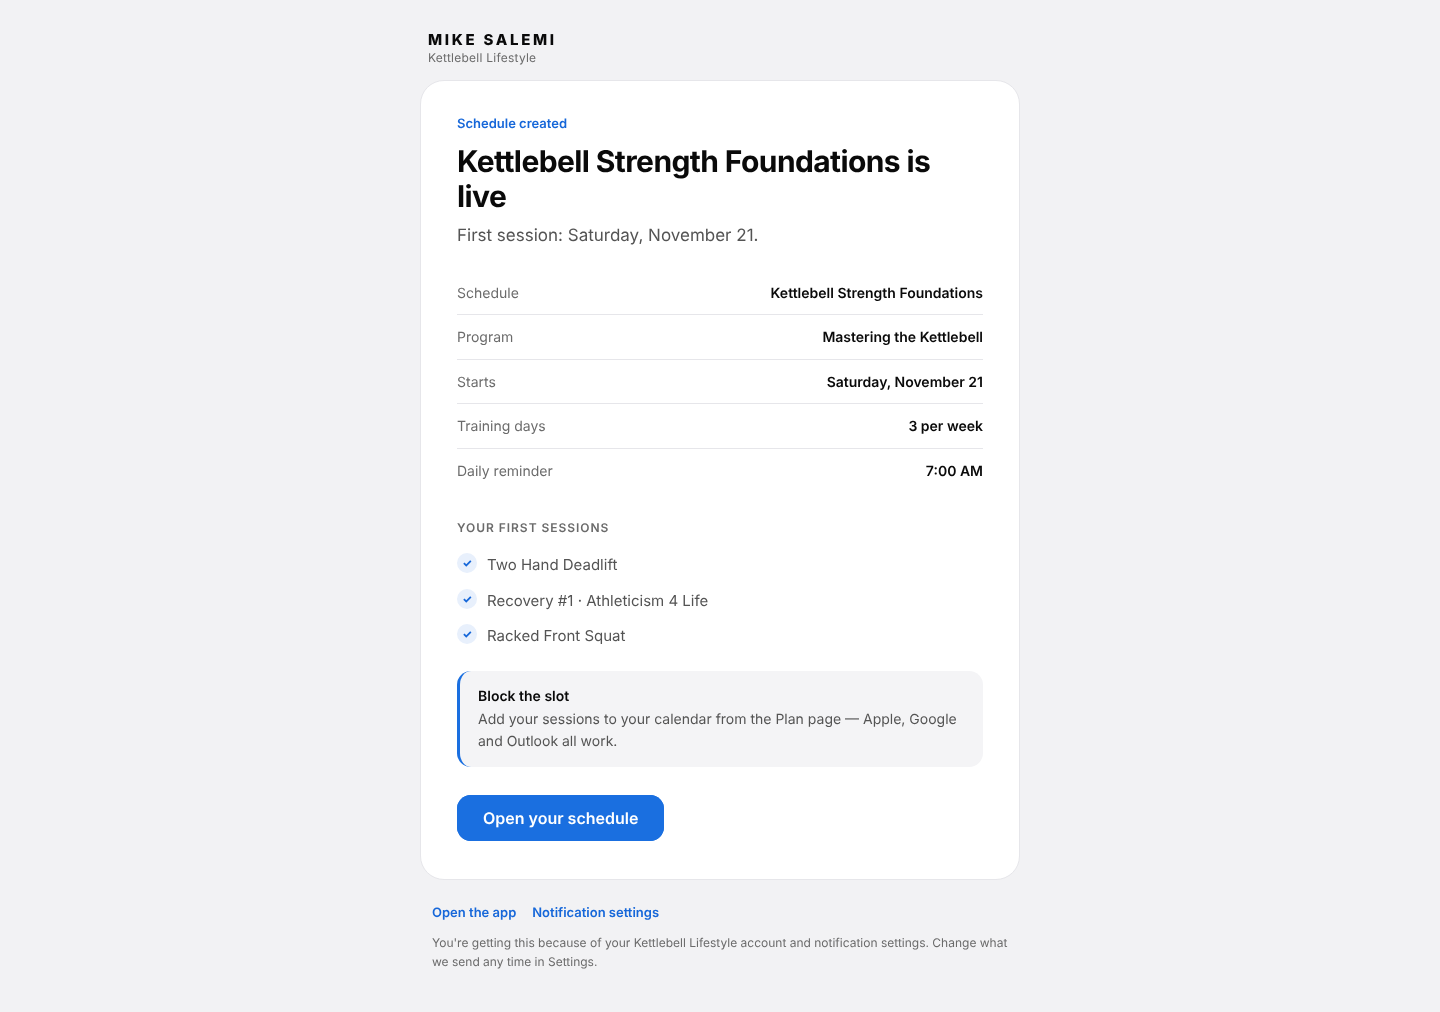 MIKE SALEMI
Kettlebell Lifestyle
Schedule created
Kettlebell Strength Foundations is
live
First session: Saturday, November 21.
Schedule Kettlebell Strength Foundations
Program Mastering the Kettlebell
Starts Saturday, November 21
Training days 3 per week
Daily reminder 7:00 AM
YOUR FIRST SESSIONS
Two Hand Deadlift
Recovery #1 · Athleticism 4 Life
Racked Front Squat
Block the slot
Add your sessions to your calendar from the Plan page — Apple, Google
and Outlook all work.
Open your schedule
Open the app Notification settings
You're getting this because of your Kettlebell Lifestyle account and notification settings. Change what
we send any time in Settings.